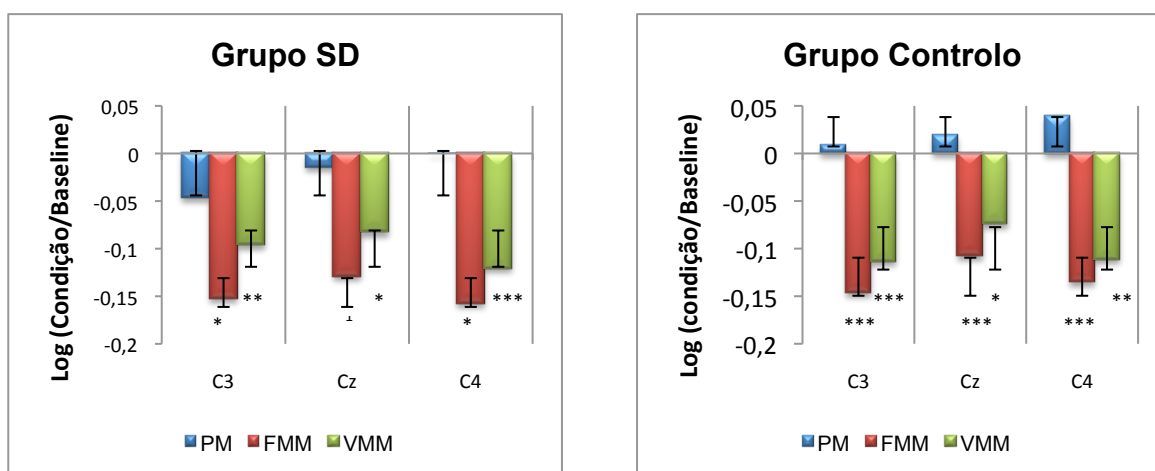 Grupo SD
Log (Condição/Baseline)
0,05
0
-0,05
-0,1
-0,15
-0,2
** * ***
* *
C3 Cz C4
PM FMM VMM
Grupo Controlo
Log (condição/Baseline)
0,05
0
-0,05
-0,1
-0,15
-0,2
*** * **
*** *** ***
C3 Cz C4
PM FMM VMM